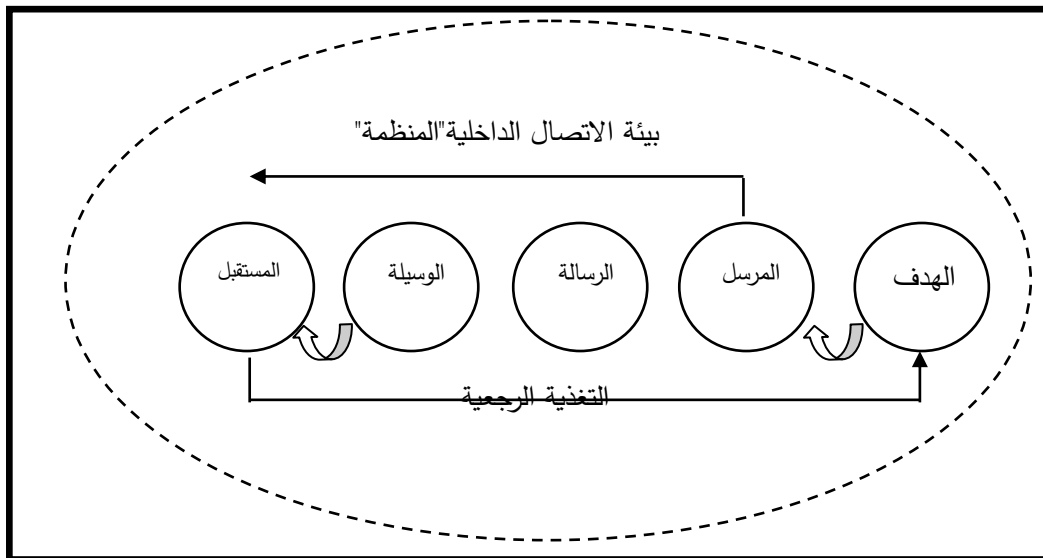 بيئة الاتصال الداخلية"المنظمة"
الهدف
المرسل
الرسالة
الوسيلة
المستقبل
التغذية الرجعية